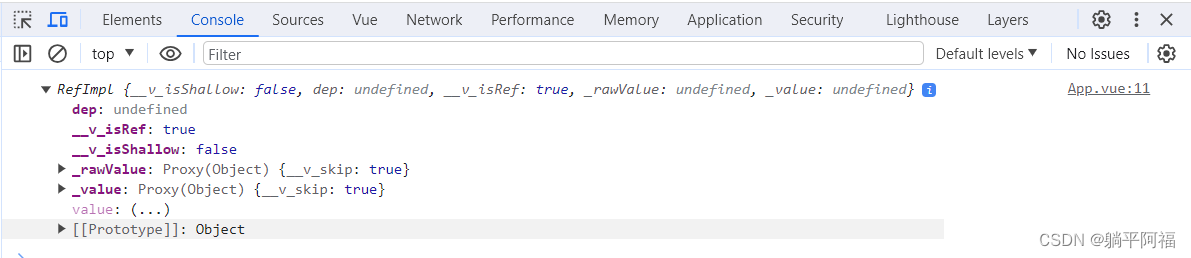 Elements Console Sources Vue Network Performance Memory Application Security Lighthouse Layers
top Filter Default levels No Issues
RefImpl {__v_isShallow: false, dep: undefined, __v_isRef: true, _rawValue: undefined, _value: undefined} i App.vue:11
dep: undefined
__v_isRef: true
__v_isShallow: false
_rawValue: Proxy(Object) {__v_skip: true}
_value: Proxy(Object) {__v_skip: true}
value: (...)
[[Prototype]]: Object
CSDN @躺平阿福